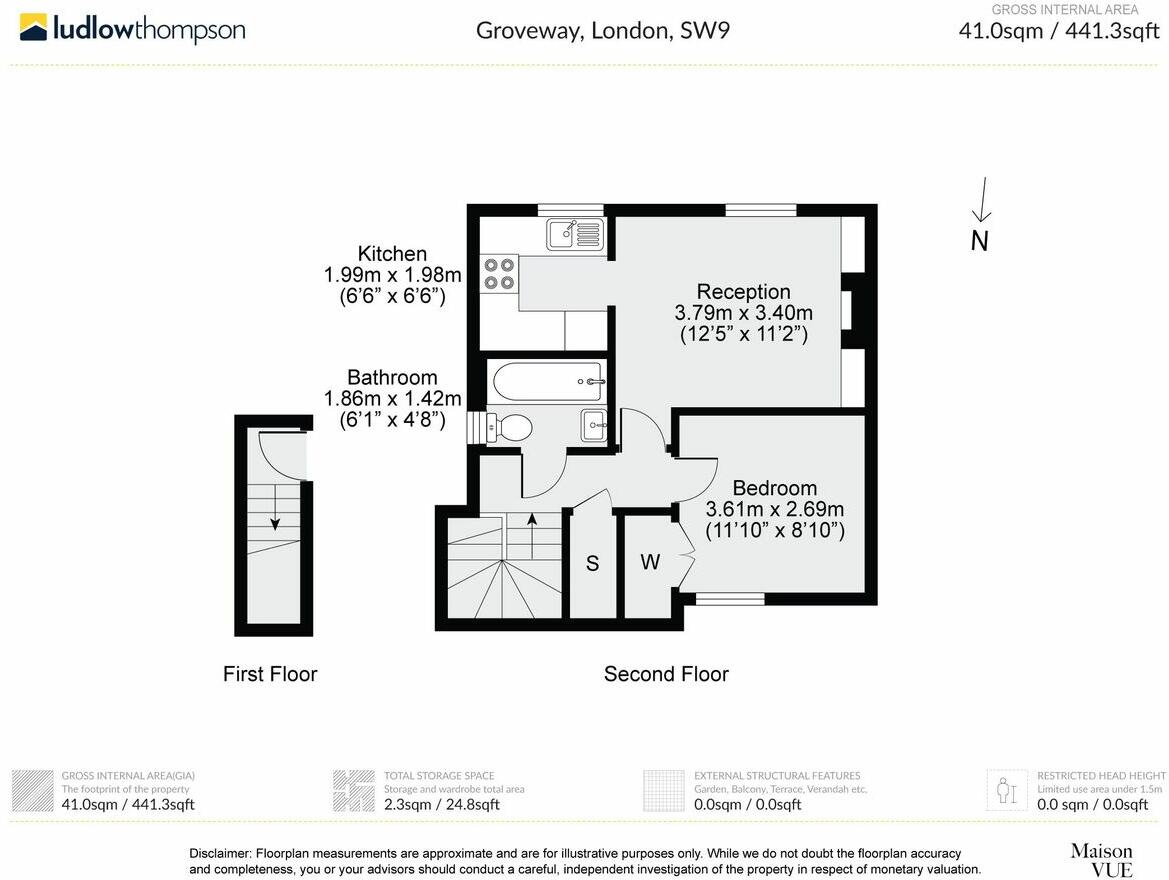 ludlowthompson
Groveway, London, SW9
GROSS INTERNAL AREA
41.0sqm / 441.3sqft
N
Kitchen
1.99m x 1.98m
(6'6” x 6'6”)
Reception
3.79m x 3.40m
(12'5” x 11'2”)
Bathroom
1.86m x 1.42m
(6'1” x 4'8”)
Bedroom
3.61m x 2.69m
(11'10” x 8'10”)
S
W
First Floor
Second Floor
GROSS INTERNAL AREA(GIA)
The footprint of the property
41.0sqm / 441.3sqft
TOTAL STORAGE SPACE
Storage and wardrobe total area
2.3sqm / 24.8sqft
EXTERNAL STRUCTURAL FEATURES
Garden, Balcony, Terrace, Verandah etc.
0.0sqm / 0.0sqft
RESTRICTED HEAD HEIGHT
Limited use area under 1.5m
0.0 sqm / 0.0sqft
Disclaimer: Floorplan measurements are approximate and are for illustrative purposes only. While we do not doubt the floorplan accuracy
and completeness, you or your advisors should conduct a careful, independent investigation of the property in respect of monetary valuation.
Maison
VUE